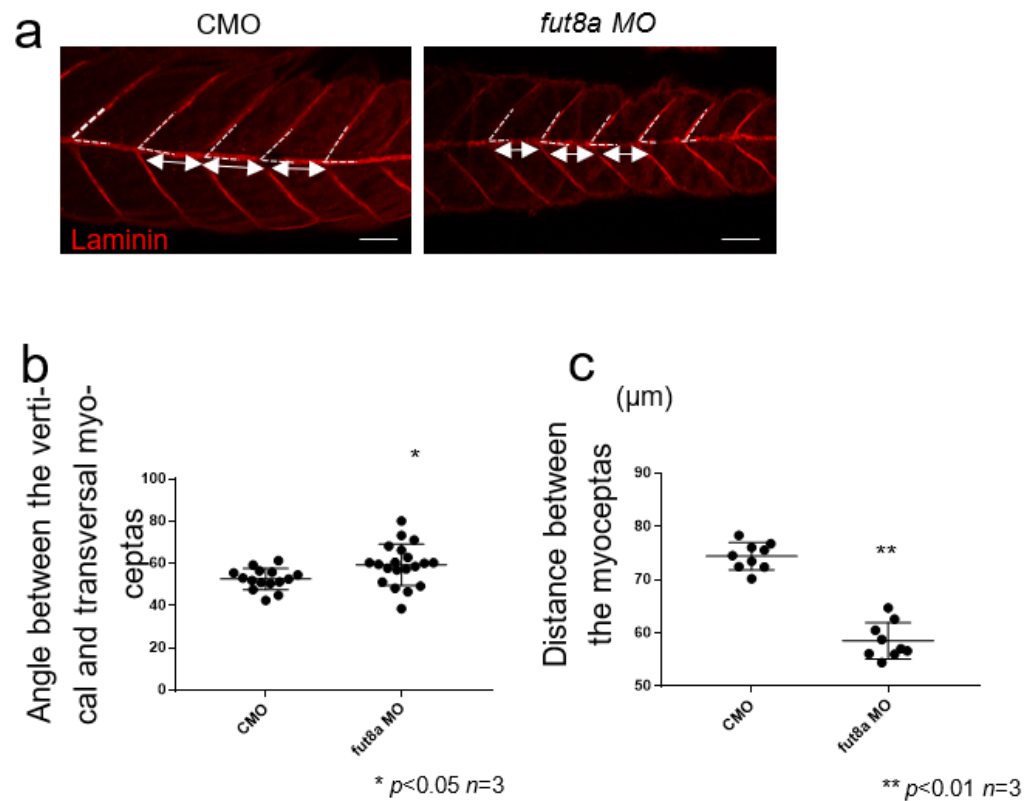 a
CMO
fut8a MO
Laminin
b
Angle between the verti-
cal and transversal myo-
ceptas
100
80
60
40
20
0
CMO
fut8a MO
* p<0.05 n=3
*
c
(μm)
Distance between
the myoceptas
90
80
70
60
50
**
CMO
fut8a MO
** p<0.01 n=3